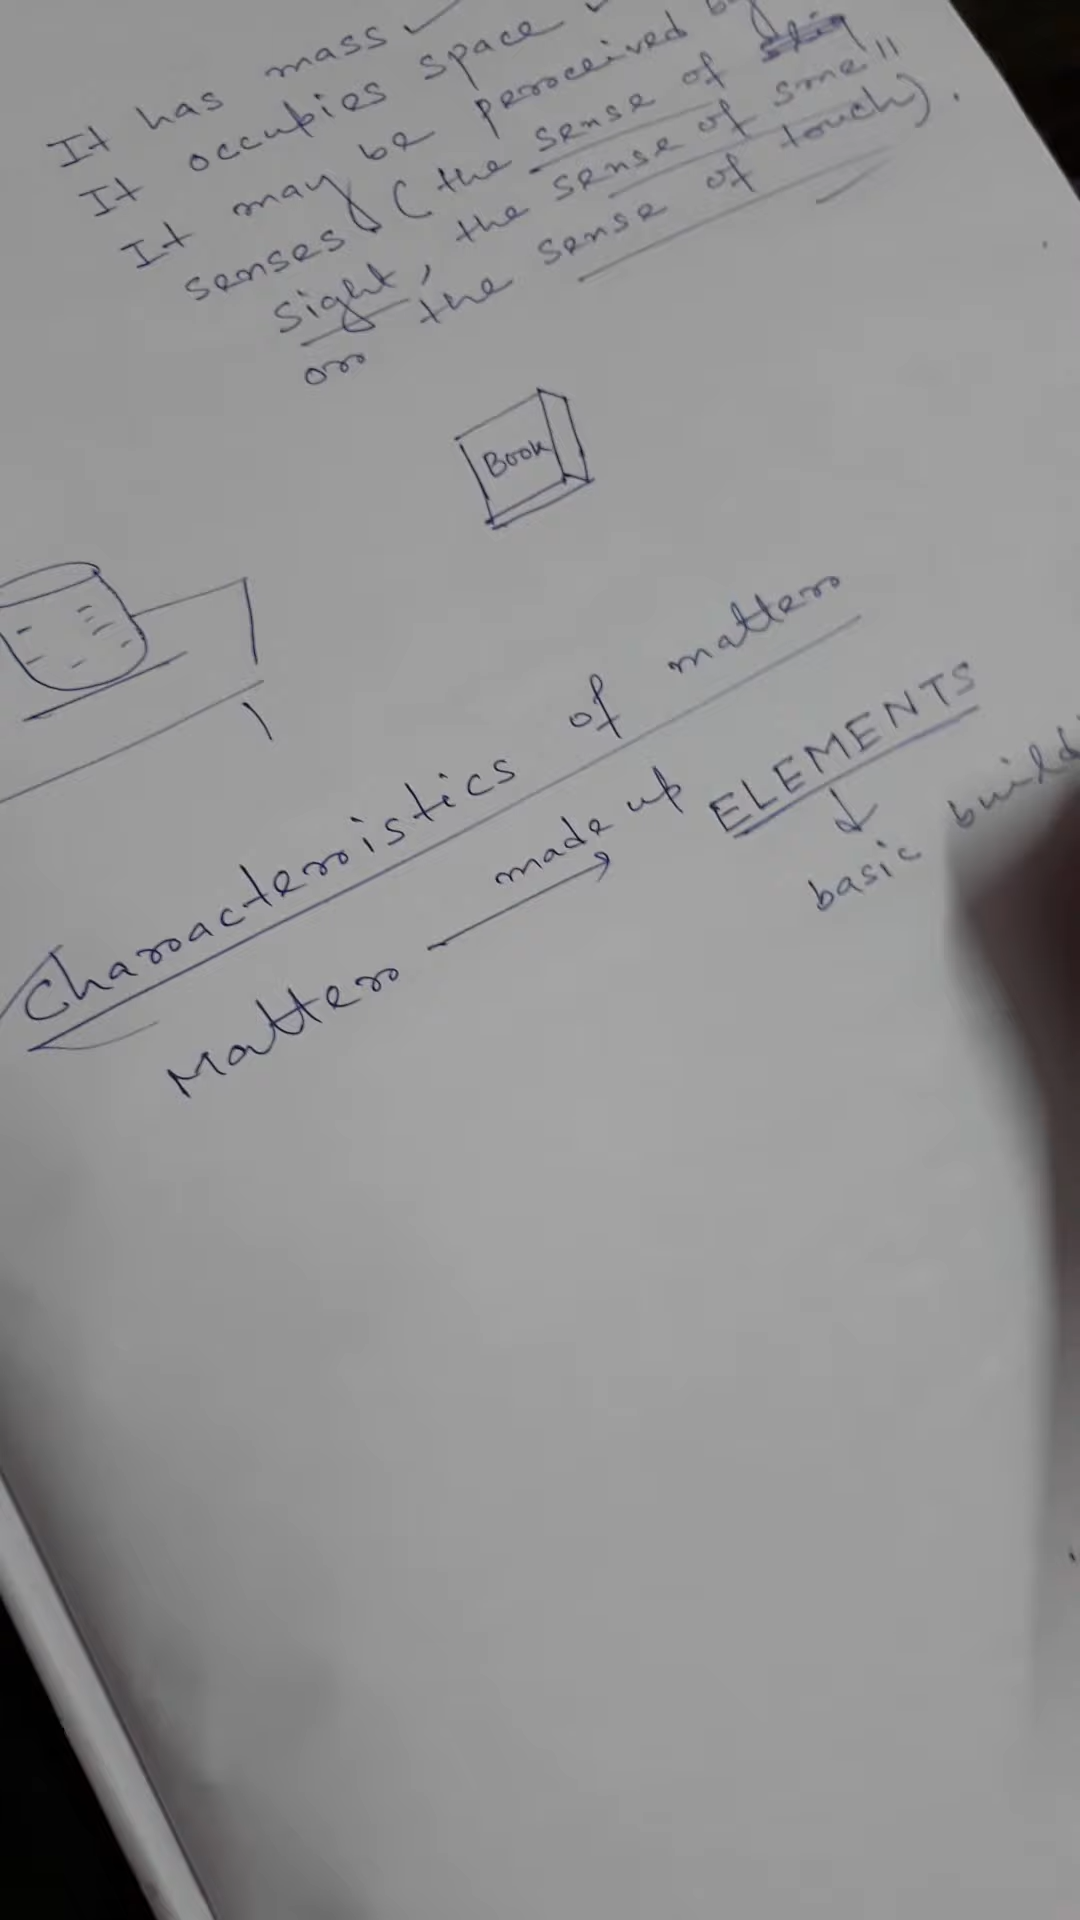 It has mass
It occupies space
It may be perceived by
senses (the sense of
sight, the sense of smell
or the sense of touch).
Book
Characteristics of matter
Matter → made up ELEMENTS
↓
basic